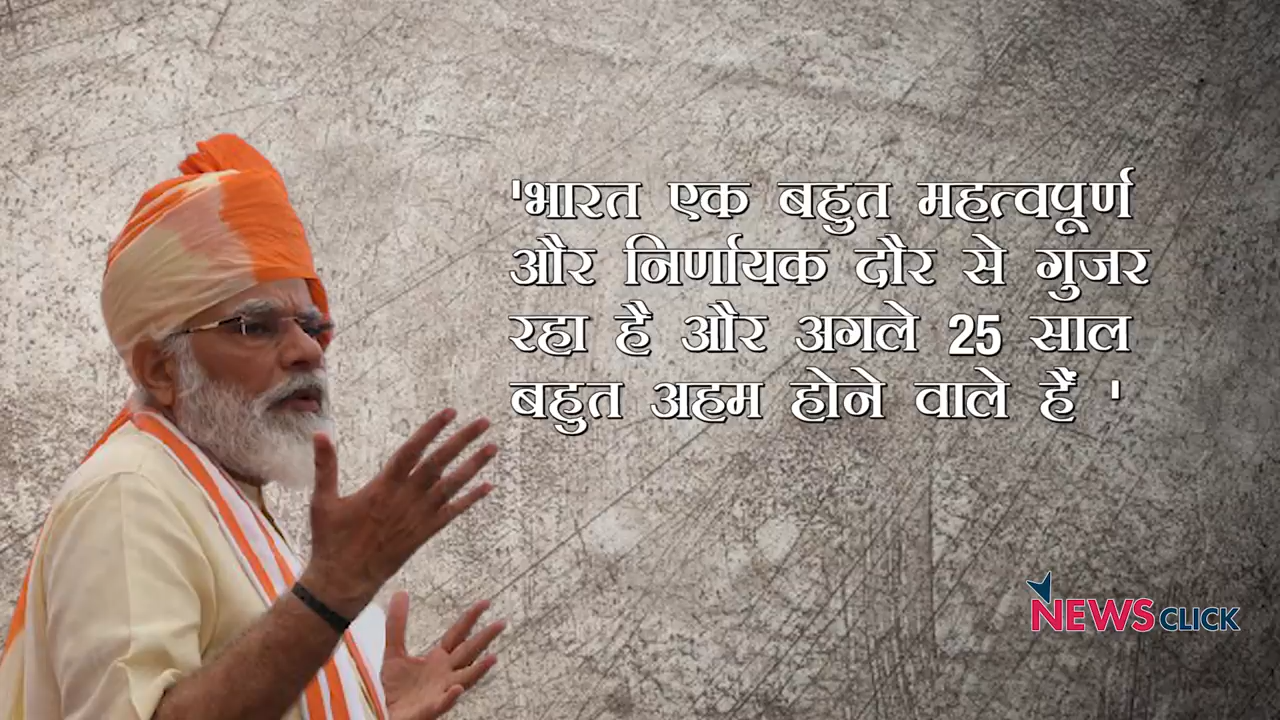 'भारत एक बहुत महत्वपूर्ण
और निर्णायक दौर से गुजर
रहा है और अगले 25 साल
बहुत अहम होने वाले हैं '
NEWSCLICK